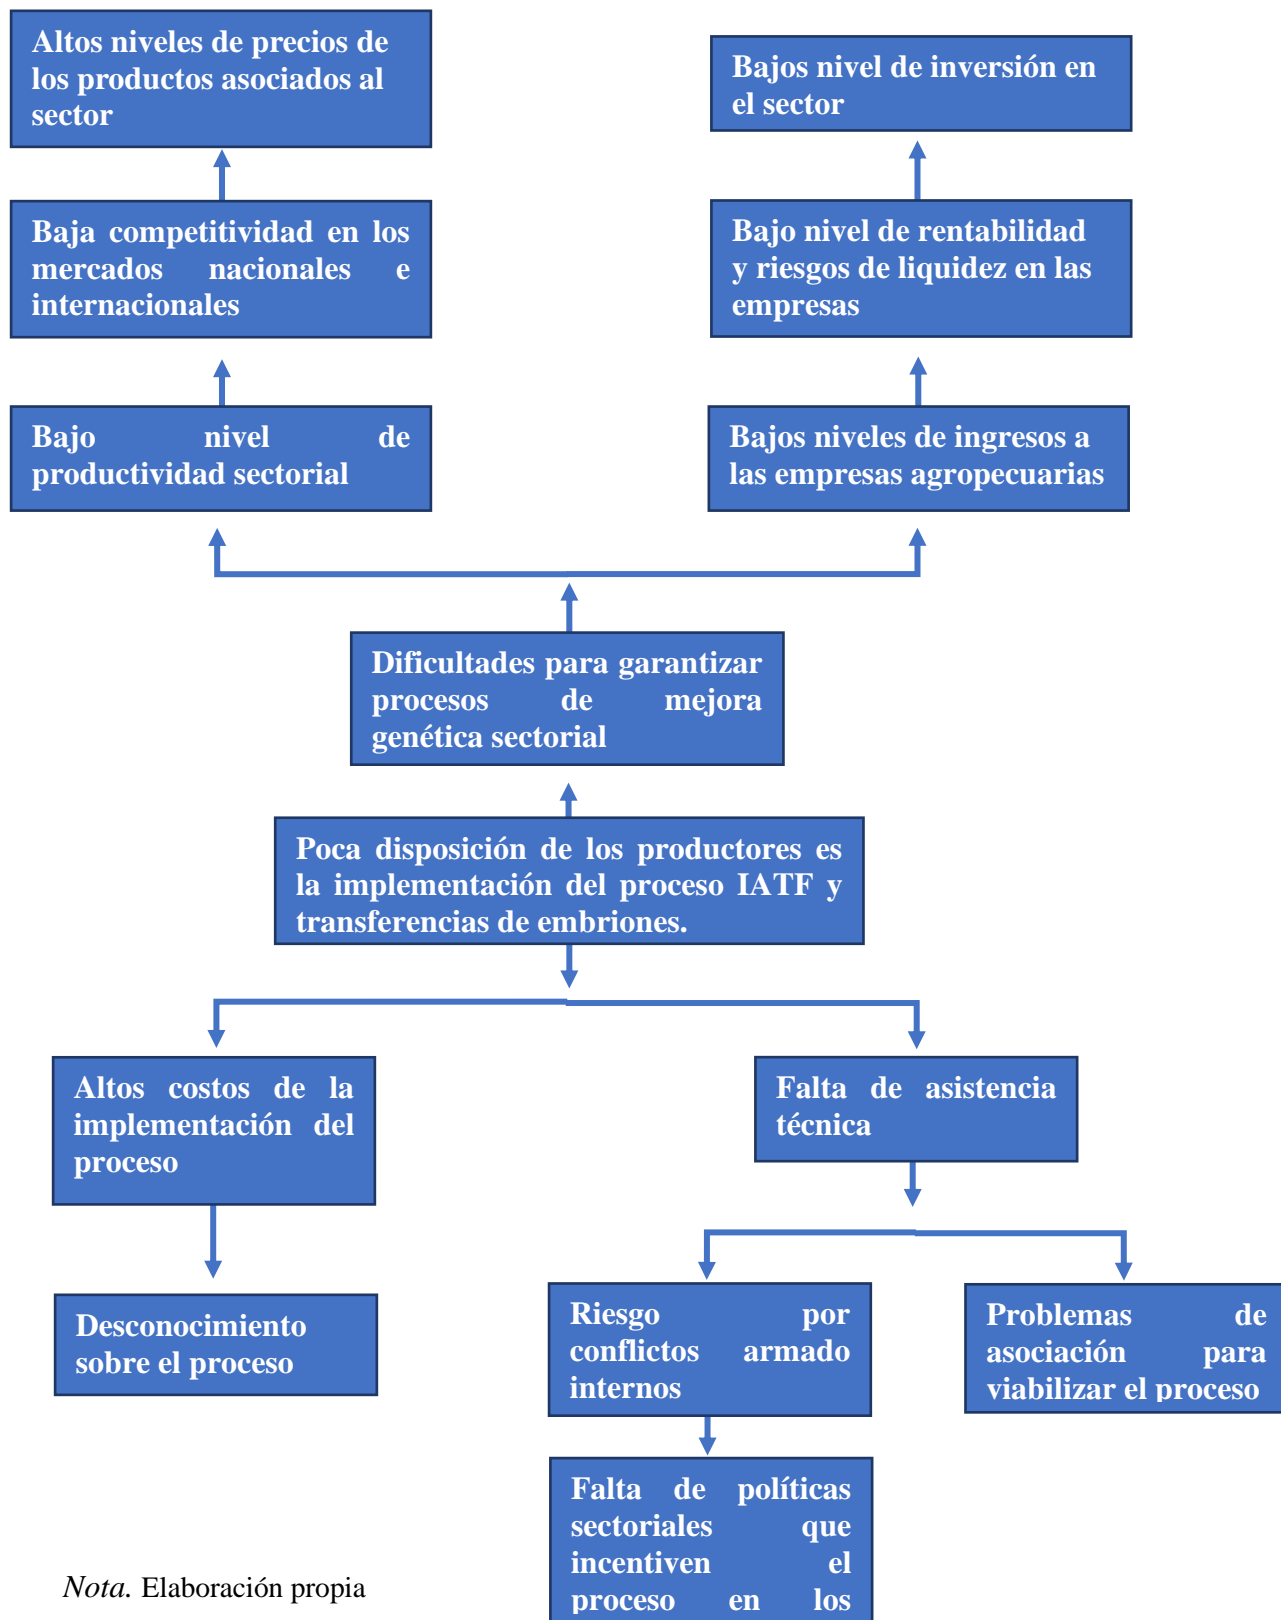 Altos niveles de precios de
los productos asociados al
sector
Bajos nivel de inversión en
el sector
Baja competitividad en los
mercados nacionales e
internacionales
Bajo nivel de rentabilidad
y riesgos de liquidez en las
empresas
Bajo nivel de
productividad sectorial
Bajos niveles de ingresos a
las empresas agropecuarias
Dificultades para garantizar
procesos de mejora
genética sectorial
Poca disposición de los productores es
la implementación del proceso IATF y
transferencias de embriones.
Altos costos de la
implementación del
proceso
Falta de asistencia
técnica
Desconocimiento
sobre el proceso
Riesgo por
conflictos armado
internos
Problemas de
asociación para
viabilizar el proceso
Falta de políticas
sectoriales que
incentiven el
proceso en los
Nota. Elaboración propia